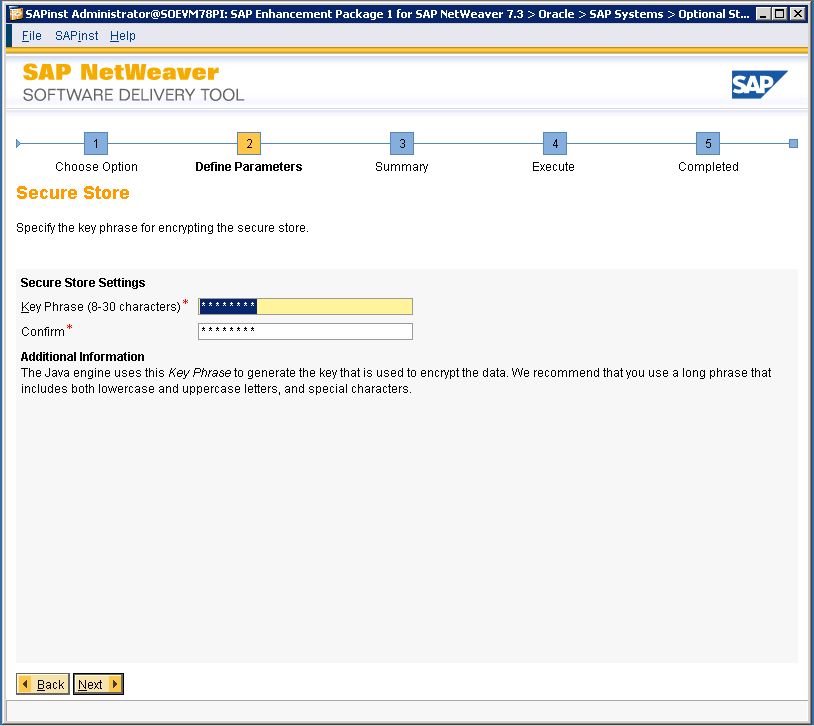 SAPinst Administrator@SOEVM78PI: SAP Enhancement Package 1 for SAP NetWeaver 7.3 > Oracle > SAP Systems > Optional St...
File SAPinst Help
SAP NetWeaver
SOFTWARE DELIVERY TOOL
SAP
1 2 3 4 5
Choose Option Define Parameters Summary Execute Completed
Secure Store
Specify the key phrase for encrypting the secure store.
Secure Store Settings
Key Phrase (8-30 characters)* ********
Confirm* ********
Additional Information
The Java engine uses this Key Phrase to generate the key that is used to encrypt the data. We recommend that you use a long phrase that
includes both lowercase and uppercase letters, and special characters.
Back Next